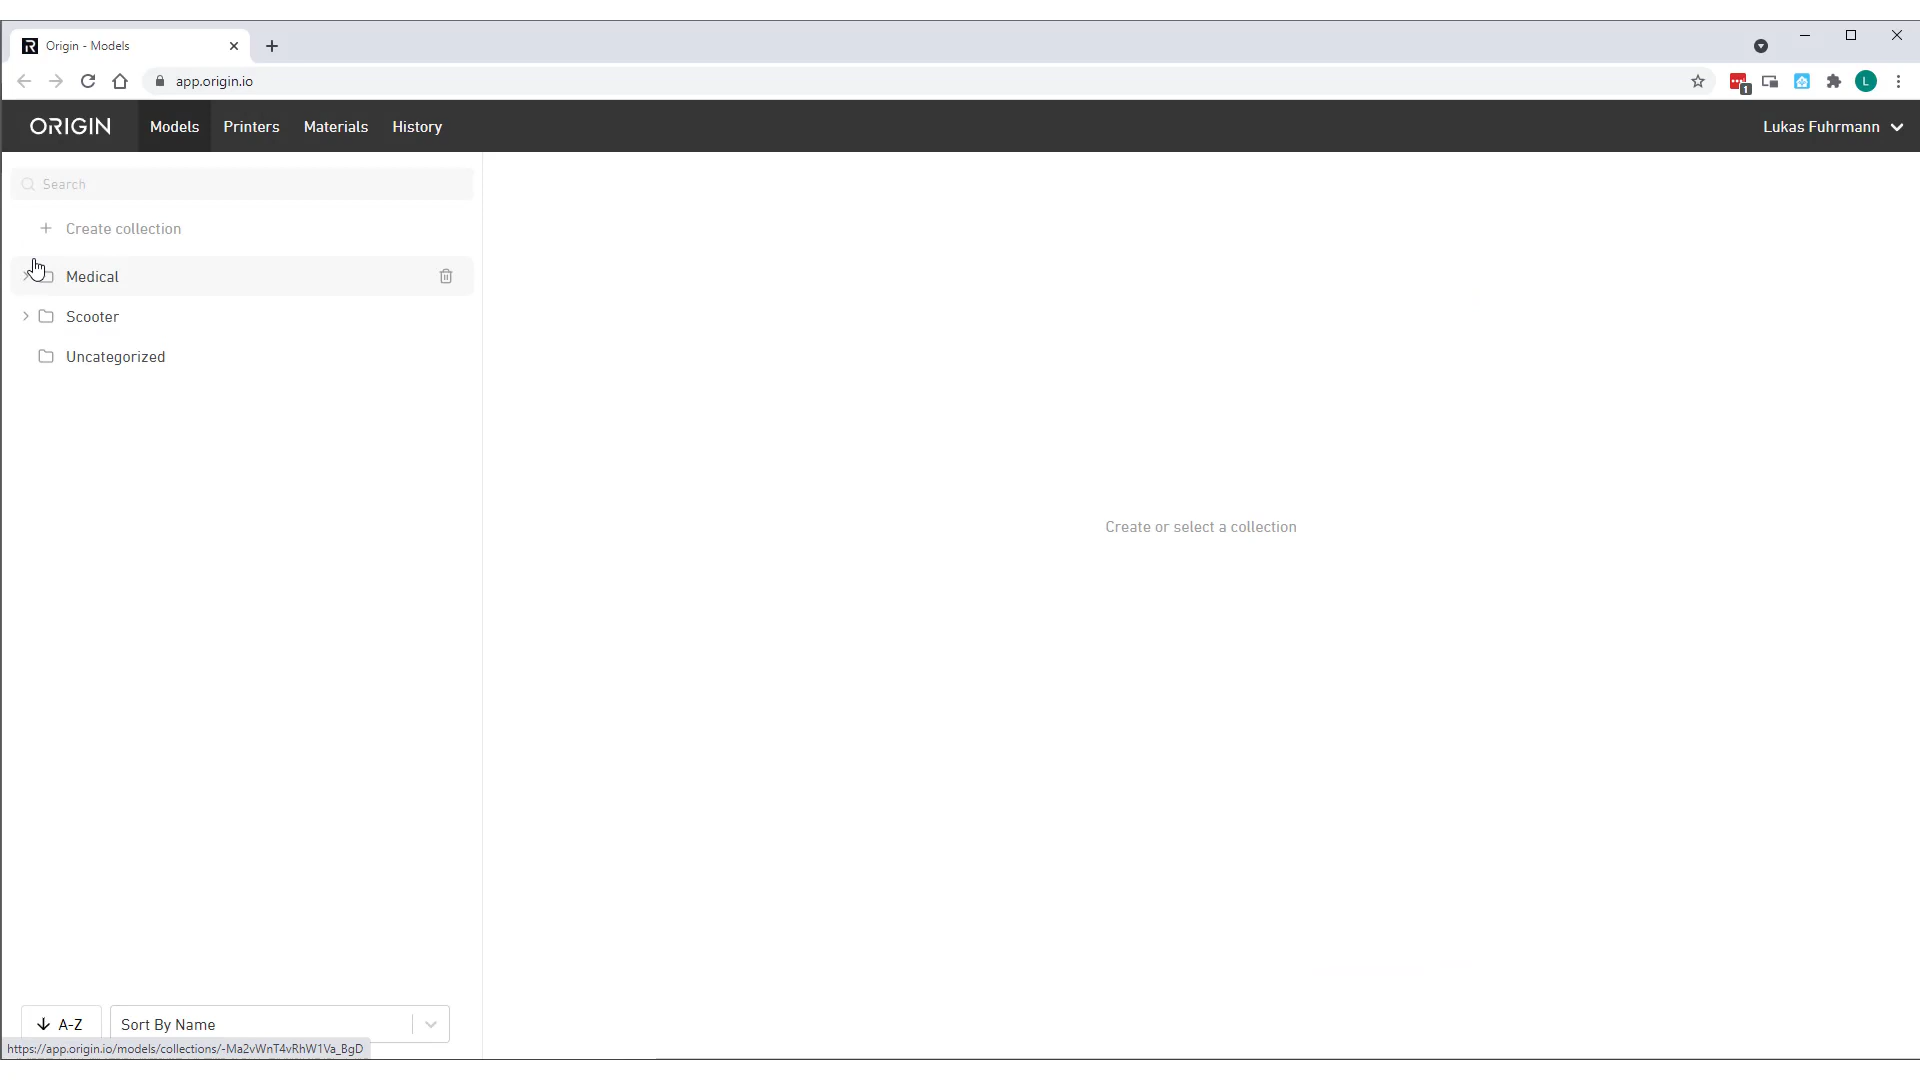 Origin - Models
app.origin.io
1
L
ORIGIN
Models
Printers
Materials
History
Lukas Fuhrmann
Search
Create collection
Medical
Scooter
Uncategorized
Create or select a collection
A-Z
Sort By Name
https://app.origin.io/models/collections/-Ma2vWnT4vRhW1Va_BgD